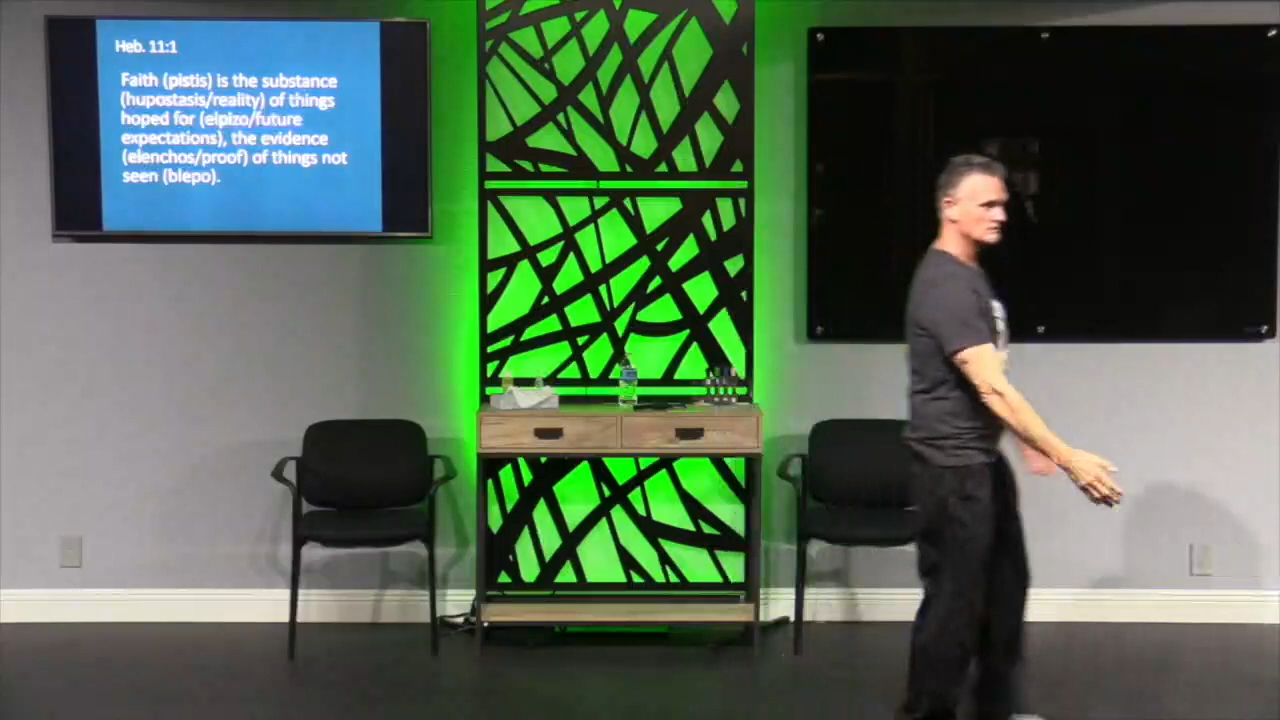 Heb. 11:1
Faith (pistis) is the substance
(hupostasis/reality) of things
hoped for (elpizo/future
expectations), the evidence
(elenchos/proof) of things not
seen (blepo).